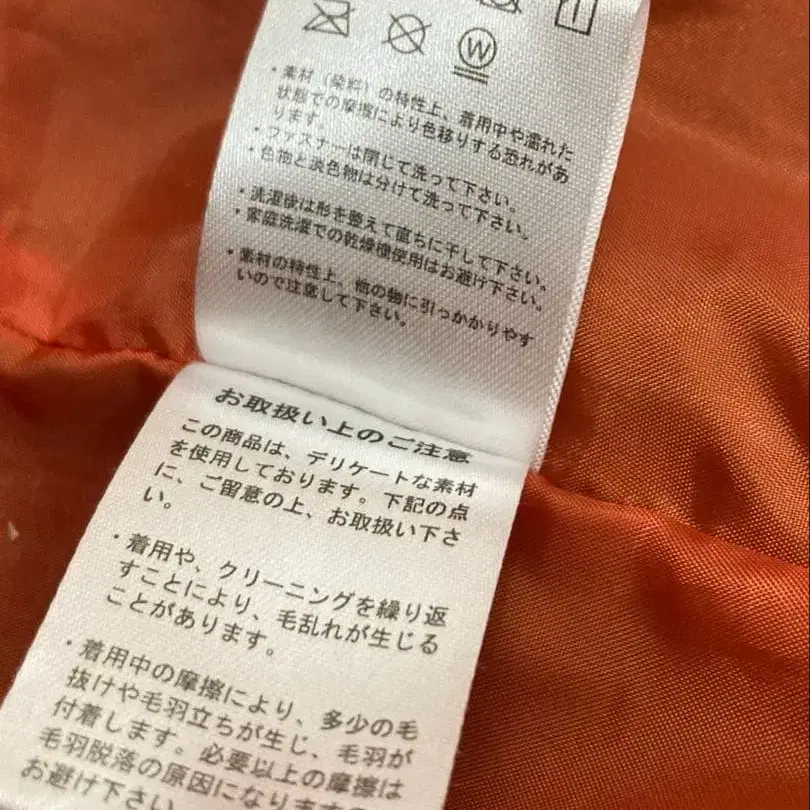 W
・素材（染料）の特性上、着用中や濡れた
状態での摩擦により色移りする恐れがあ
ります。
・ファスナーは閉じて洗って下さい。
・色物と淡色物は分けて洗って下さい。
・洗濯後は形を整えて直ちに干して下さい。
・家庭洗濯での乾燥機使用はお避け下さい。
・素材の特性上、他の物に引っかかりやす
いので注意して下さい。
お取扱い上のご注意
この商品は、デリケートな素材
を使用しております。下記の点
に、ご留意の上、お取扱い下さ
い。
・着用や、クリーニングを繰り返
すことにより、毛乱れが生じる
ことがあります。
・着用中の摩擦により、多少の毛
抜けや毛羽立ちが生じ、毛羽が
付着します。必要以上の摩擦は
毛羽脱落の原因になりますの
お避け下さい。